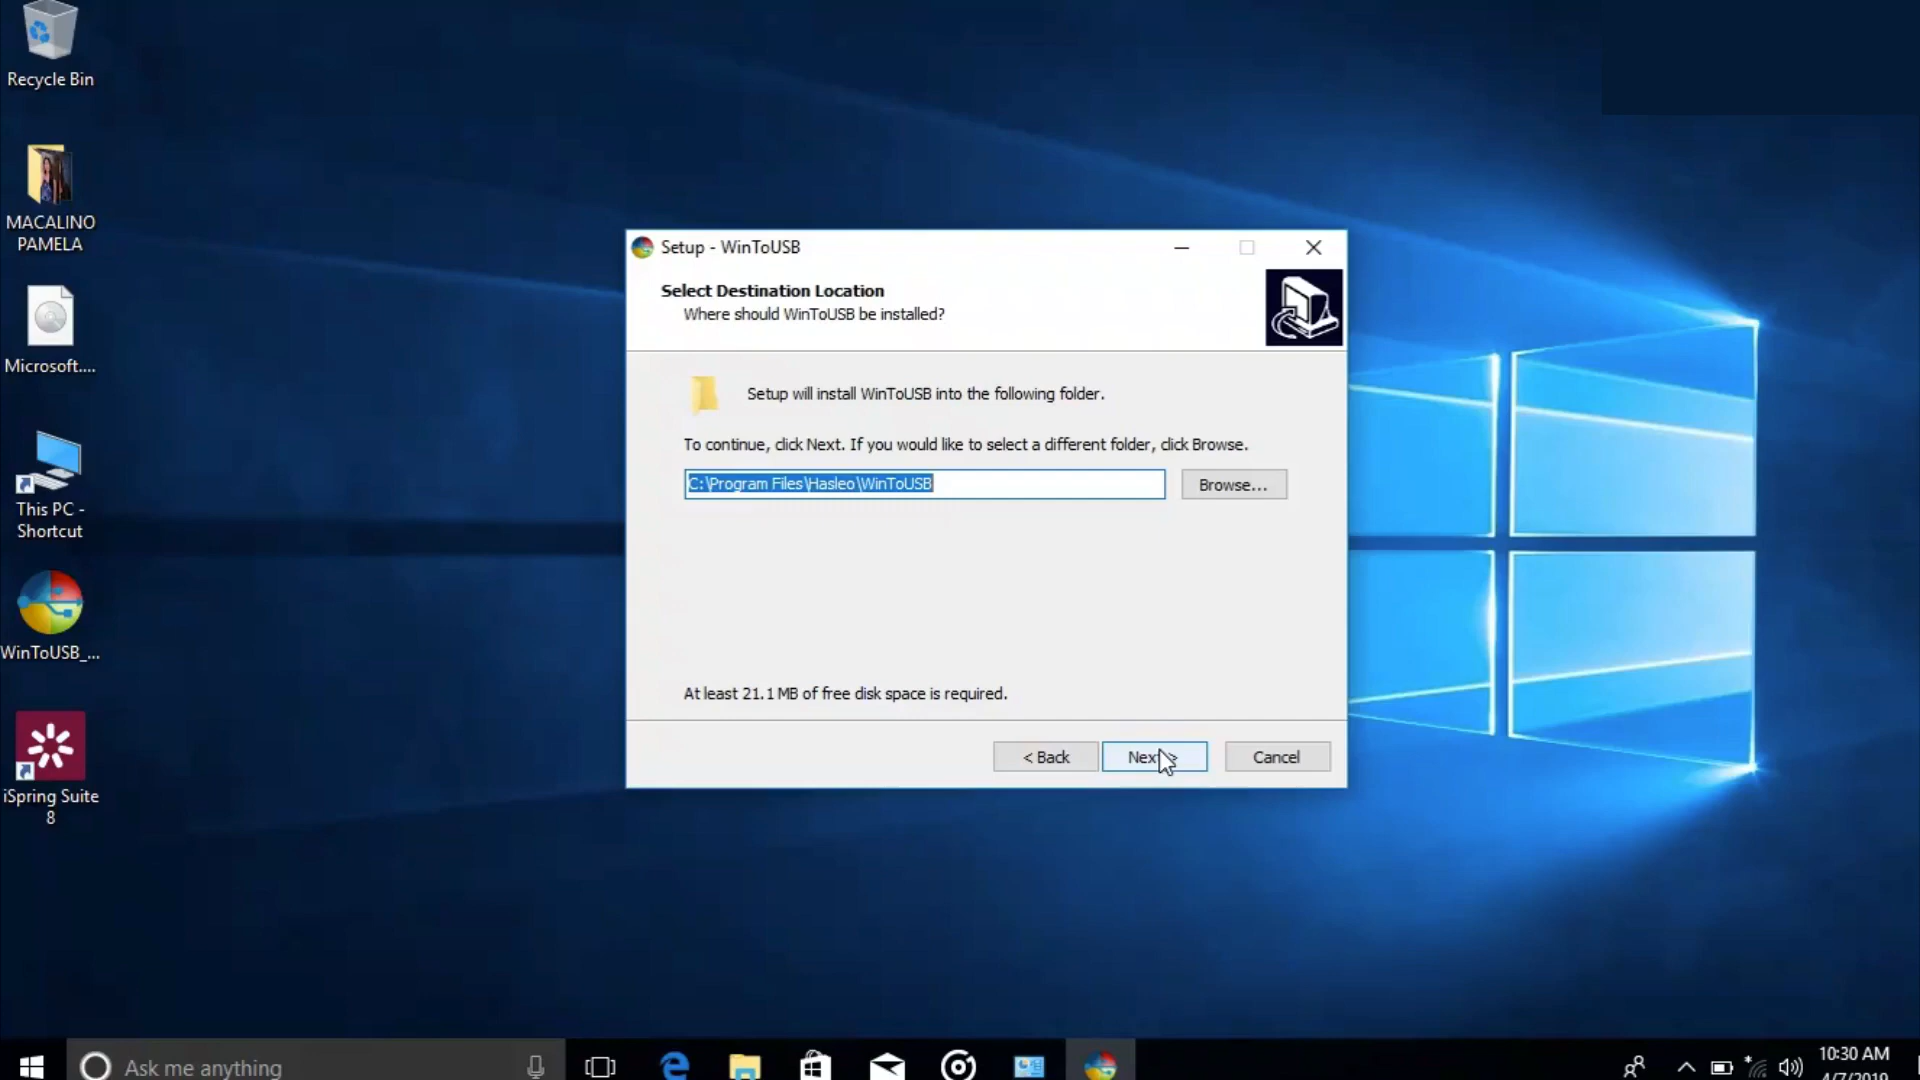 Recycle Bin
MACALINO
PAMELA
Microsoft....
This PC -
Shortcut
WinToUSB_...
iSpring Suite
8
Setup - WinToUSB
Select Destination Location
Where should WinToUSB be installed?
Setup will install WinToUSB into the following folder.
To continue, click Next. If you would like to select a different folder, click Browse.
C:\Program Files\Hasleo\WinToUSB
Browse...
At least 21.1 MB of free disk space is required.
< Back
Next >
Cancel
Ask me anything
10:30 AM
4/7/2019